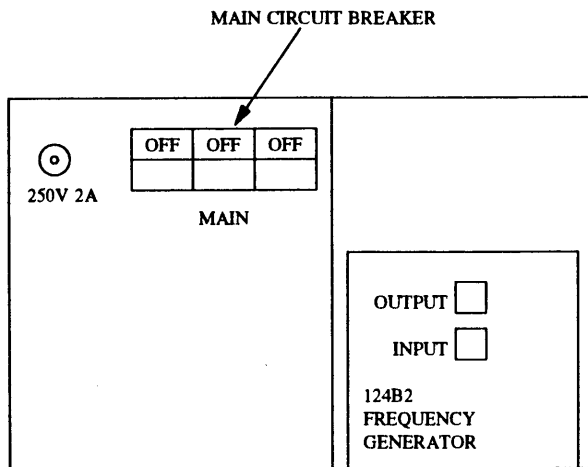 MAIN CIRCUIT BREAKER
OFF OFF OFF
250V 2A
MAIN
OUTPUT
INPUT
124B2
FREQUENCY
GENERATOR